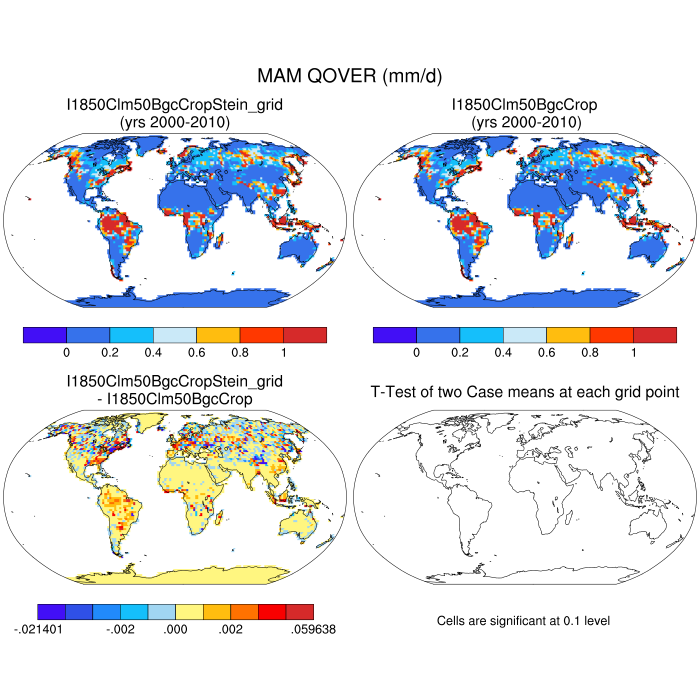 MAM QOVER (mm/d)
I1850Clm50BgcCropStein_grid
(yrs 2000-2010)
I1850Clm50BgcCrop
(yrs 2000-2010)
0 0.2 0.4 0.6 0.8 1
0 0.2 0.4 0.6 0.8 1
I1850Clm50BgcCropStein_grid
- I1850Clm50BgcCrop
T-Test of two Case means at each grid point
-.021401 -.002 .000 .002 .059638
Cells are significant at 0.1 level